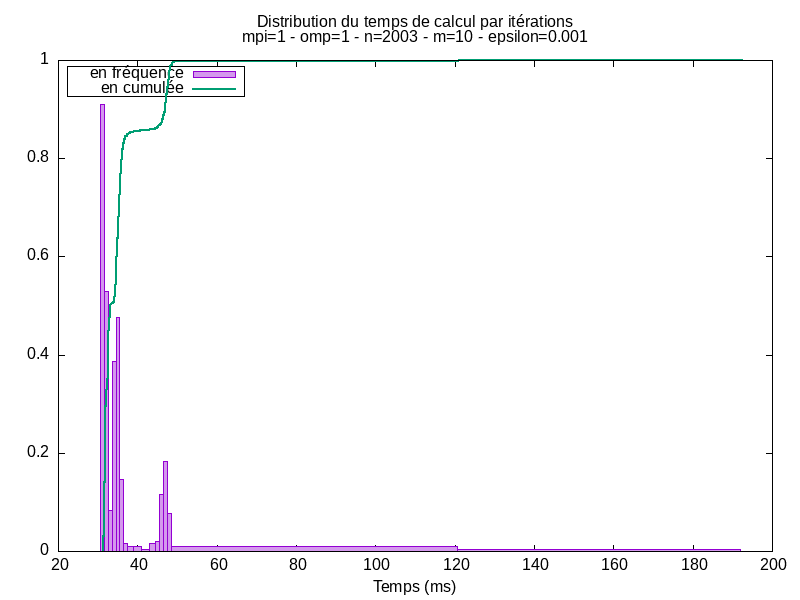 Distribution du temps de calcul par itérations
mpi=1 - omp=1 - n=2003 - m=10 - epsilon=0.001
en fréquence
en cumulée
1
0.8
0.6
0.4
0.2
0
20 40 60 80 100 120 140 160 180 200
Temps (ms)